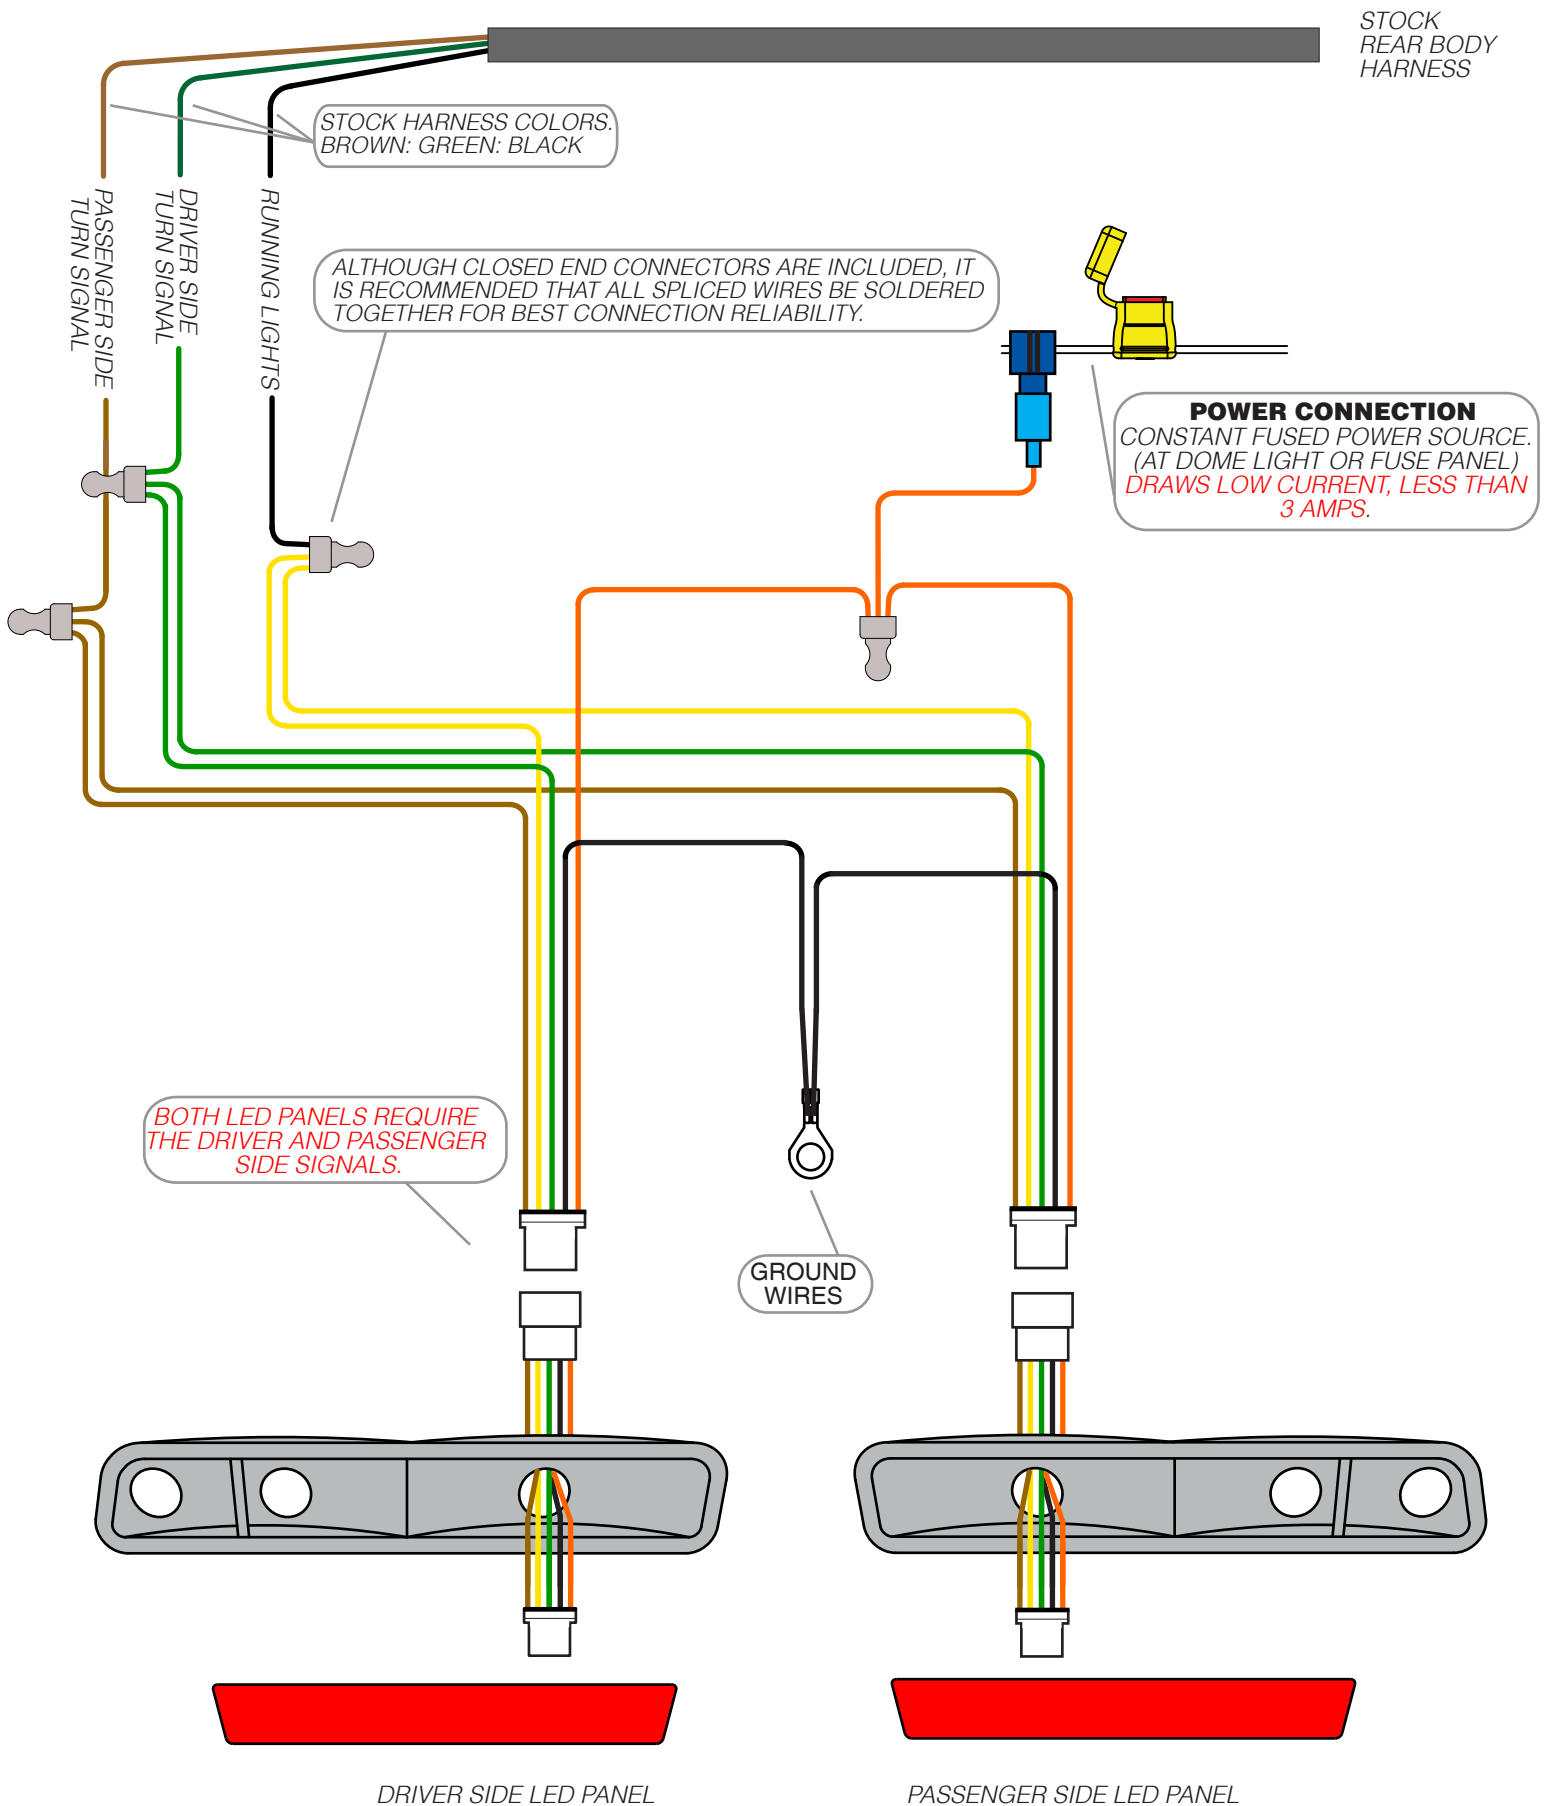 STOCK
REAR BODY
HARNESS
STOCK HARNESS COLORS.
BROWN: GREEN: BLACK
PASSENGER SIDE
TURN SIGNAL
DRIVER SIDE
TURN SIGNAL
RUNNING LIGHTS
ALTHOUGH CLOSED END CONNECTORS ARE INCLUDED, IT
IS RECOMMENDED THAT ALL SPLICED WIRES BE SOLDERED
TOGETHER FOR BEST CONNECTION RELIABILITY.
POWER CONNECTION
CONSTANT FUSED POWER SOURCE.
(AT DOME LIGHT OR FUSE PANEL)
DRAWS LOW CURRENT, LESS THAN
3 AMPS.
BOTH LED PANELS REQUIRE
THE DRIVER AND PASSENGER
SIDE SIGNALS.
GROUND
WIRES
DRIVER SIDE LED PANEL
PASSENGER SIDE LED PANEL